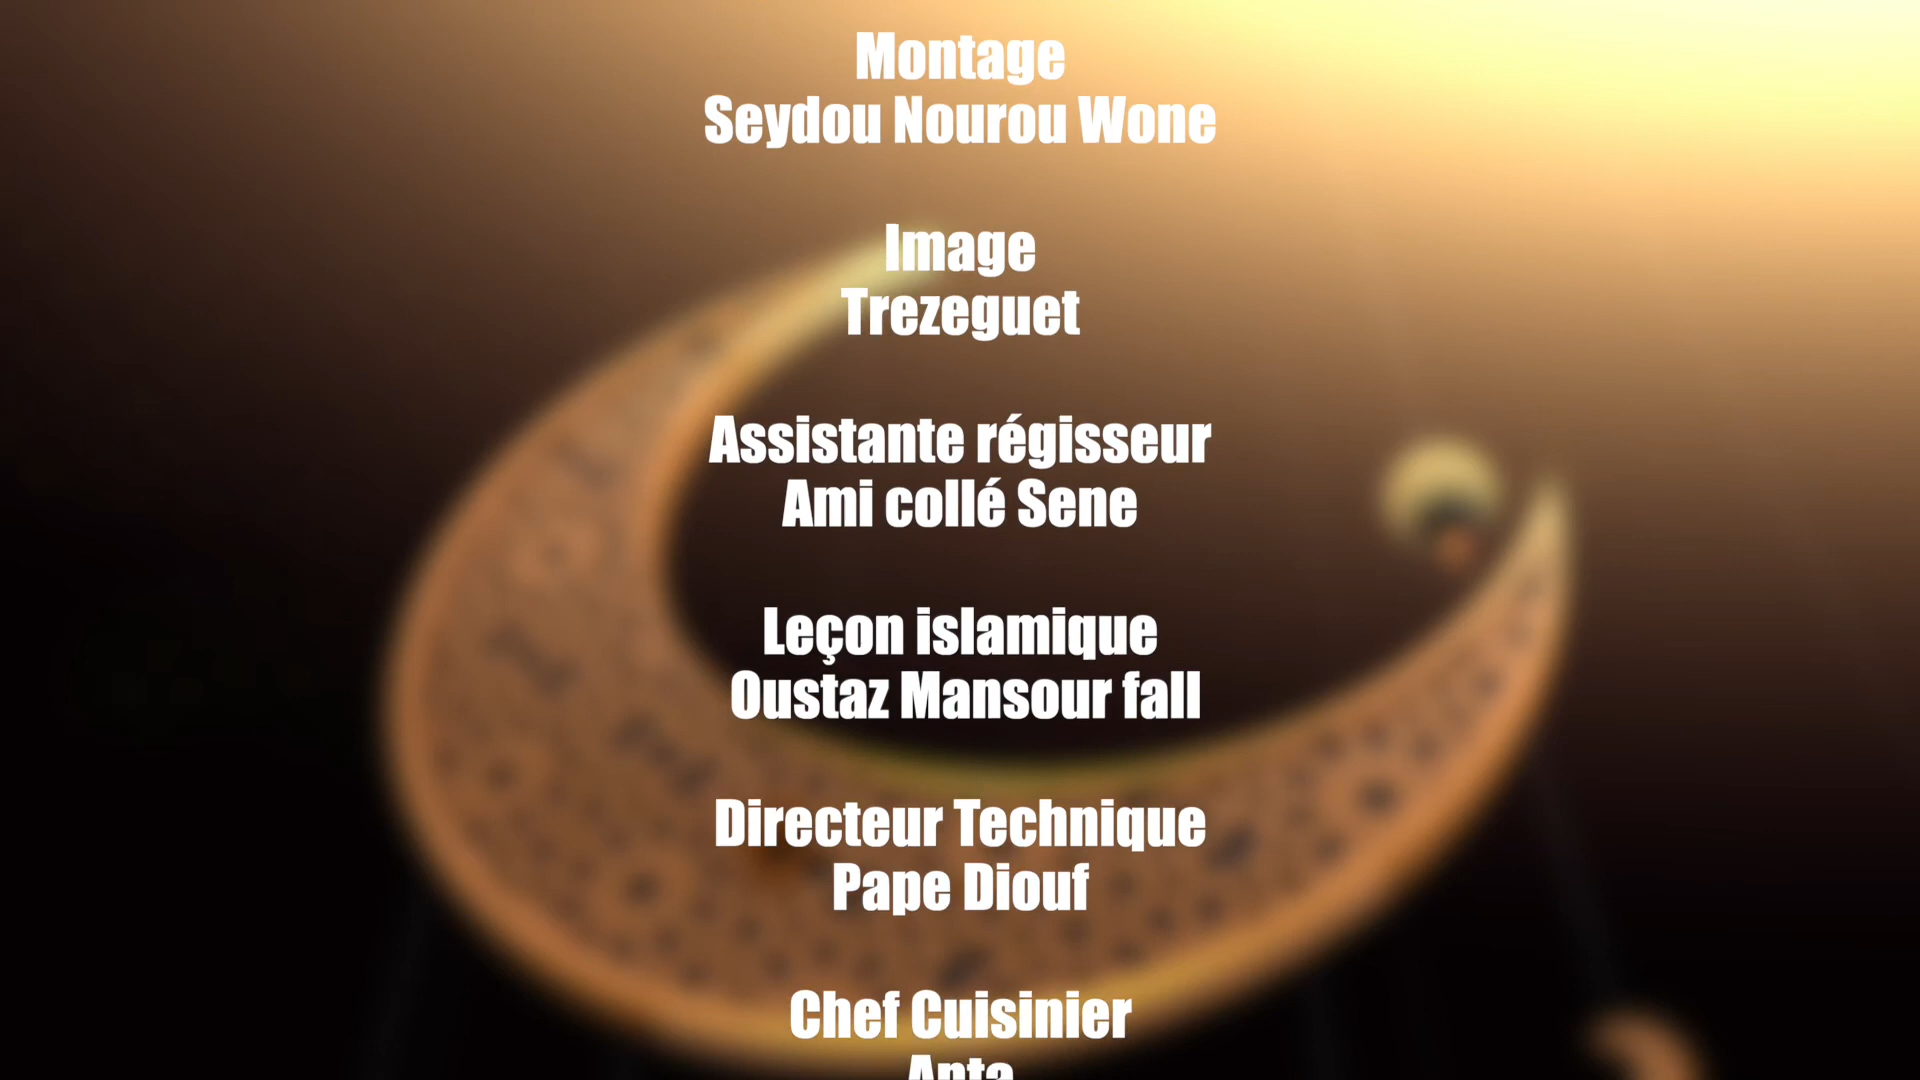 Montage
Seydou Nourou Wone
Image
Trezeguet
Assistante régisseur
Ami collé Sene
Leçon islamique
Oustaz Mansour fall
Directeur Technique
Pape Diouf
Chef Cuisinier